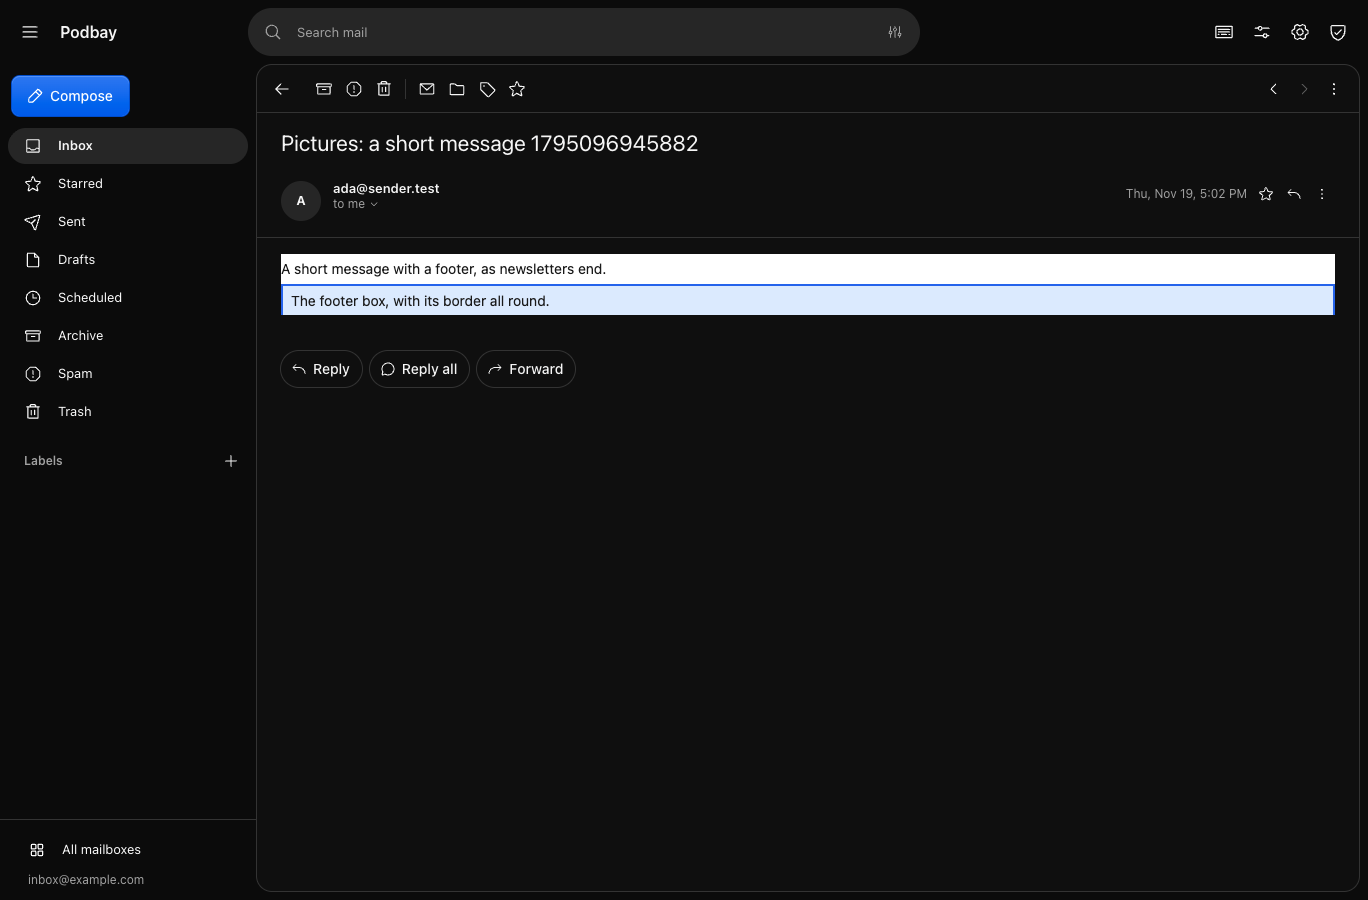 Podbay
Search mail
Compose
Inbox
Starred
Sent
Drafts
Scheduled
Archive
Spam
Trash
Labels
All mailboxes
inbox@example.com
Pictures: a short message 1795096945882
A
ada@sender.test
to me
Thu, Nov 19, 5:02 PM
A short message with a footer, as newsletters end.
The footer box, with its border all round.
Reply
Reply all
Forward